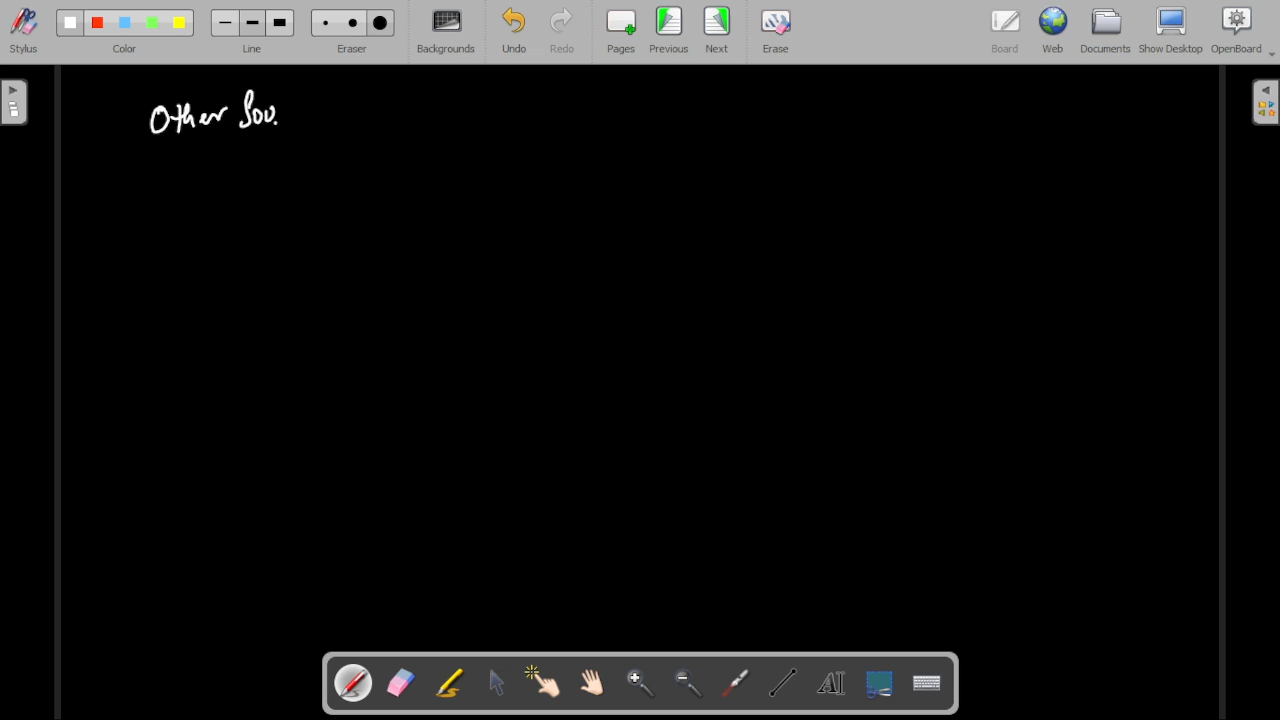 Stylus
Color
Line
Eraser
Backgrounds
Undo
Redo
Pages
Previous
Next
Erase
Board
Web
Documents
Show Desktop
OpenBoard
Other Sou
AI